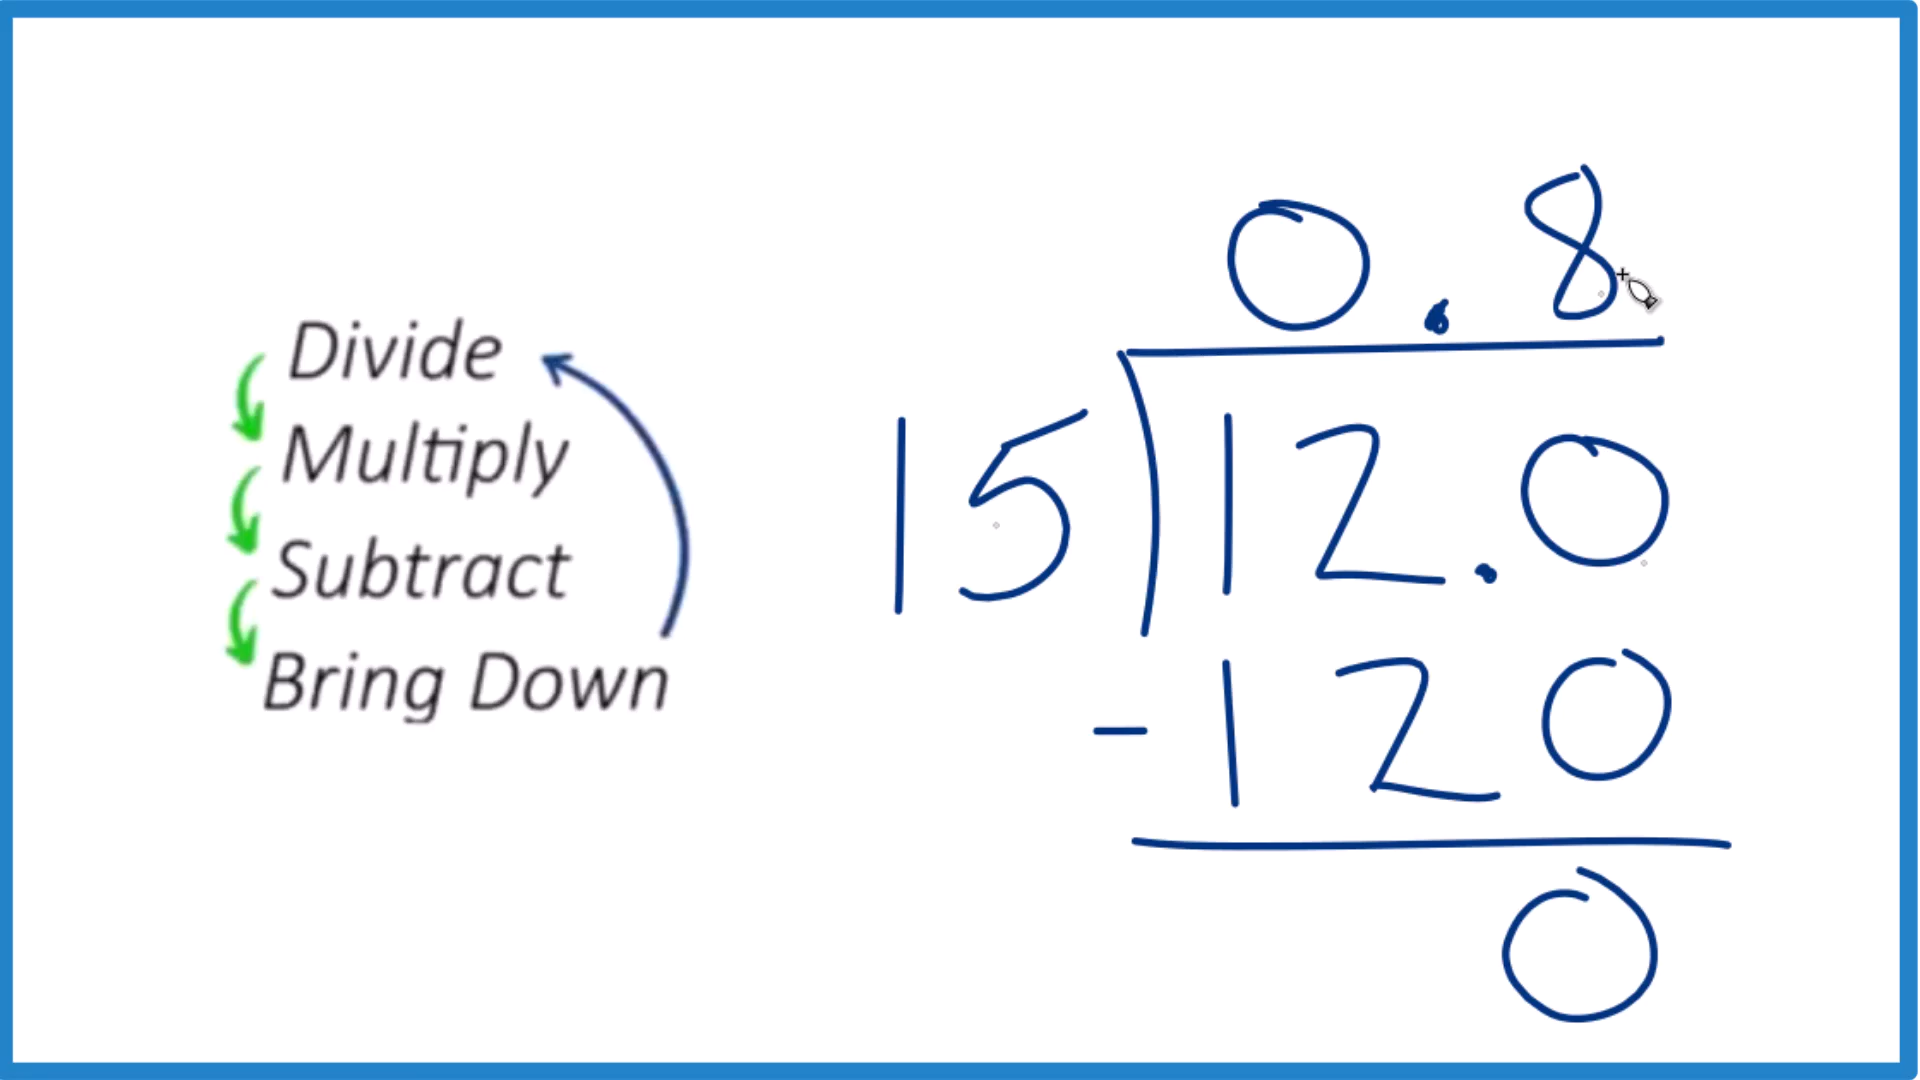 Divide
Multiply
Subtract
Bring Down
0.8
15)12.0
-120
0